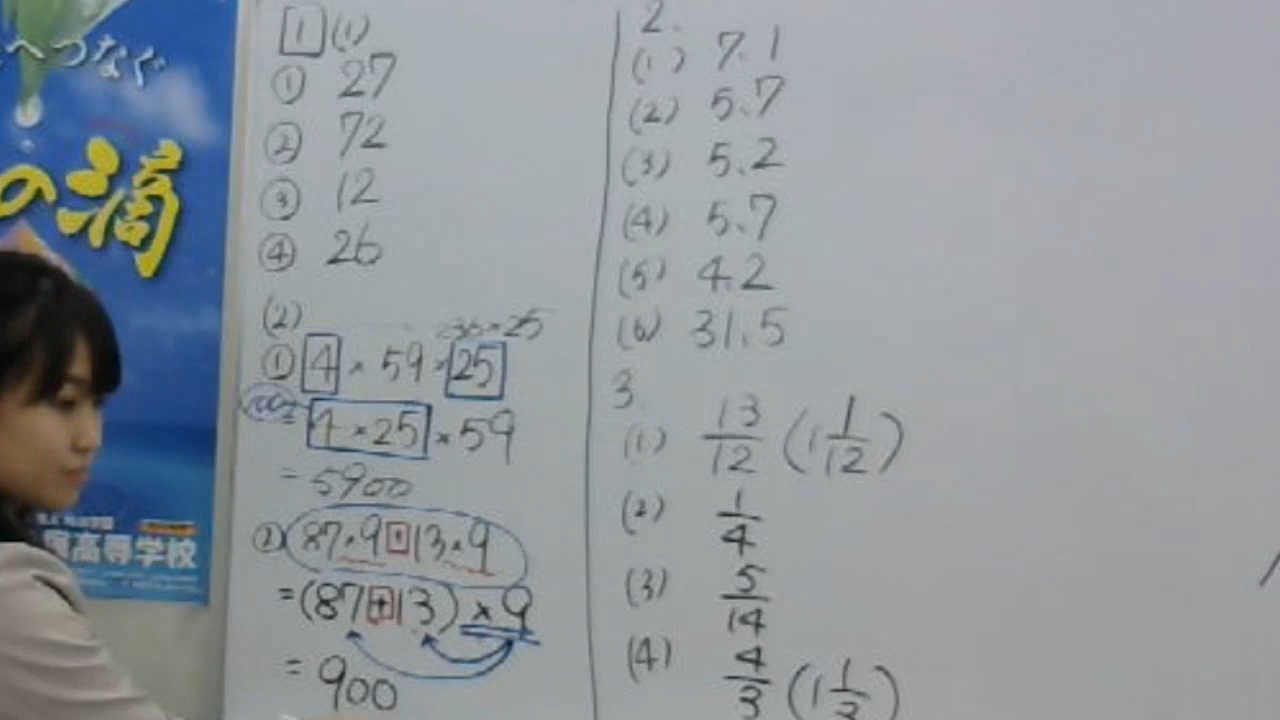 へつなぐ
の滴
高等学校
1 (1)
① 27
② 72
③ 12
④ 26
(2)
36×25
① 4 × 59 × 25
= 4 × 25 × 59
= 5900
② 87×9 + 13×9
= (87 + 13) × 9
= 900
2.
(1) 7.1
(2) 5.7
(3) 5.2
(4) 5.7
(5) 4.2
(6) 31.5
3.
(1) 13/12 (1 1/12)
(2) 1/4
(3) 5/14
(4) 4/3 (1 1/3)